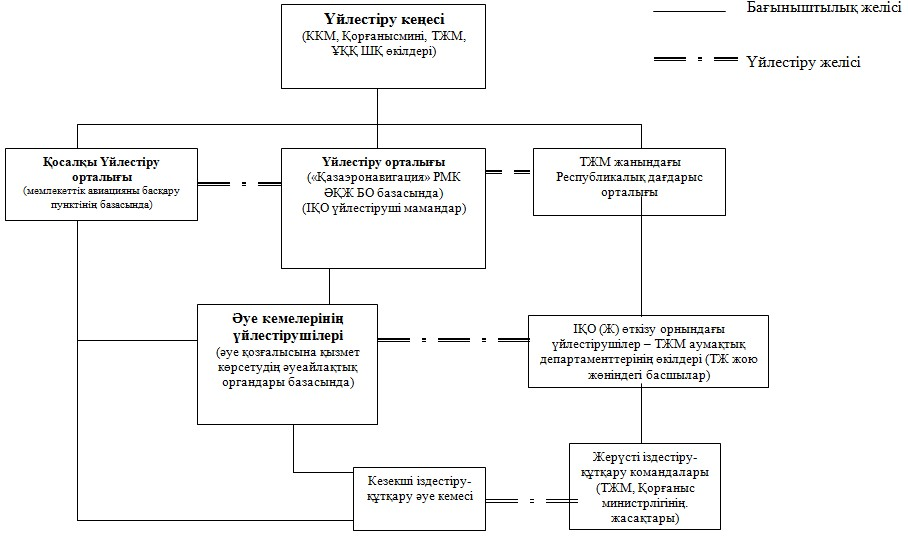 Үйлестіру кеңесі
(ККМ, Қорғанысмині, ТЖМ,
ҰҚҚ ШҚ өкілдері)
Бағыныштылық желісі
Үйлестіру желісі
Қосалқы Үйлестіру
орталығы
(мемлекеттік авиацияны басқару
пунктінің базасында)
Үйлестіру орталығы
(«Қазаэронавигация» РМК
ӘҚЖ БО базасында)
(ІҚО үйлестіруші мамандар)
ТЖМ жанындағы
Республикалық дағдарыс
орталығы
Әуе кемелерінің
үйлестірушілері
(әуе қозғалысына қызмет
көрсетудің әуеайлақтық
органдары базасында)
ІҚО (Ж) өткізу орнындағы
үйлестірушілер – ТЖМ аумақтық
департаменттерінің өкілдері (ТЖ жою
жөніндегі басшылар)
Кезекші іздестіру-
құтқару әуе кемесі
Жерүсті іздестіру-
құтқару командалары
(ТЖМ, Қорғаныс
министрлігінің.
жасақтары)